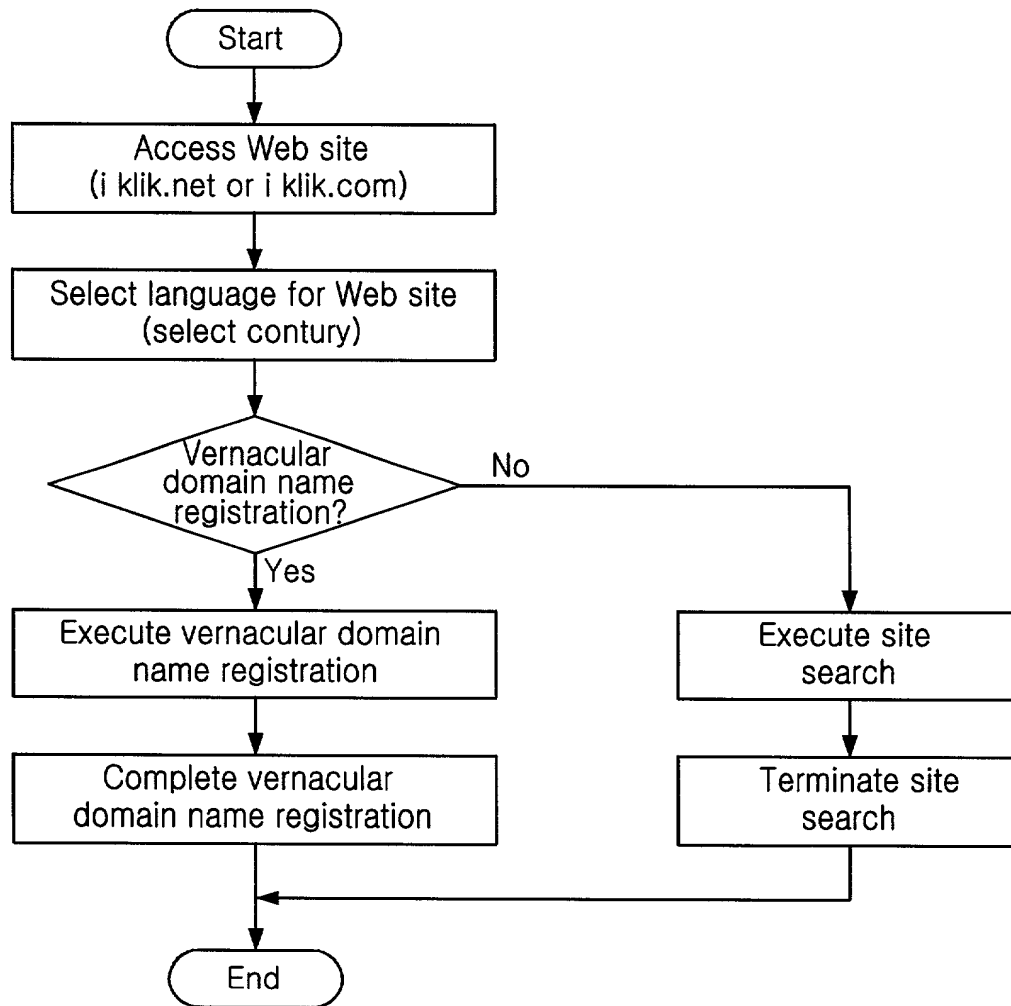 Start
Access Web site
(i klik.net or i klik.com)
Select language for Web site
(select contury)
Vernacular
domain name
registration?
No
Yes
Execute vernacular domain
name registration
Execute site
search
Complete vernacular
domain name registration
Terminate site
search
End